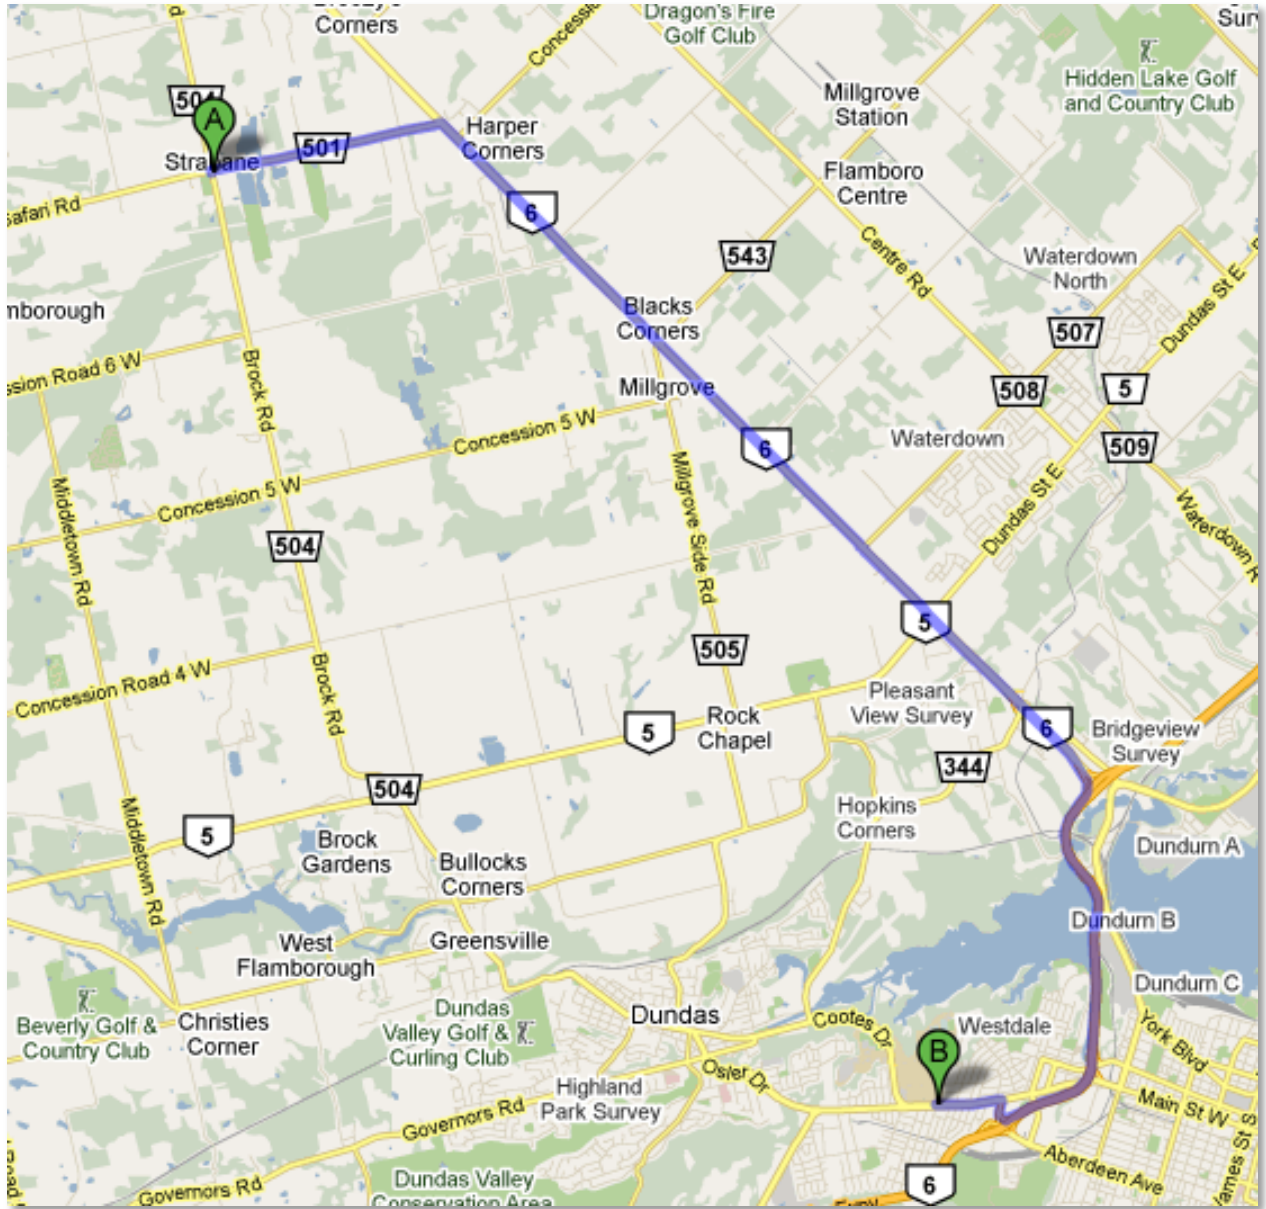 Corners
Concession
Dragon's Fire
Golf Club
Hidden Lake Golf
and Country Club
504
A
Strabane
501
Harper
Corners
Millgrove
Station
Flamboro
Centre
Safari Rd
6
543
Centre Rd
Waterdown
North
Dundas St E
Blacks
Corners
507
Brock Rd
Millgrove
508
5
Concession 5 W
6
Waterdown
509
Concession 5 W
Middletown Rd
504
Millgrove Side Rd
Dundas St E
Waterdown
5
Concession Road 4 W
Brock Rd
505
Pleasant
View Survey
5
Rock
Chapel
6
Bridgeview
Survey
344
504
Middletown Rd
5
Brock
Gardens
Bullocks
Corners
Hopkins
Corners
Dundurn A
Dundurn B
West
Flamborough
Greensville
Dundurn C
Beverly Golf &
Country Club
Christies
Corner
Dundas
Valley Golf &
Curling Club
Dundas
Cootes Dr
Westdale
York Blvd
B
Osler Dr
Highland
Park Survey
Main St W
Governors Rd
Aberdeen Ave
James St S
Governors Rd
Dundas Valley
Conservation Area
6